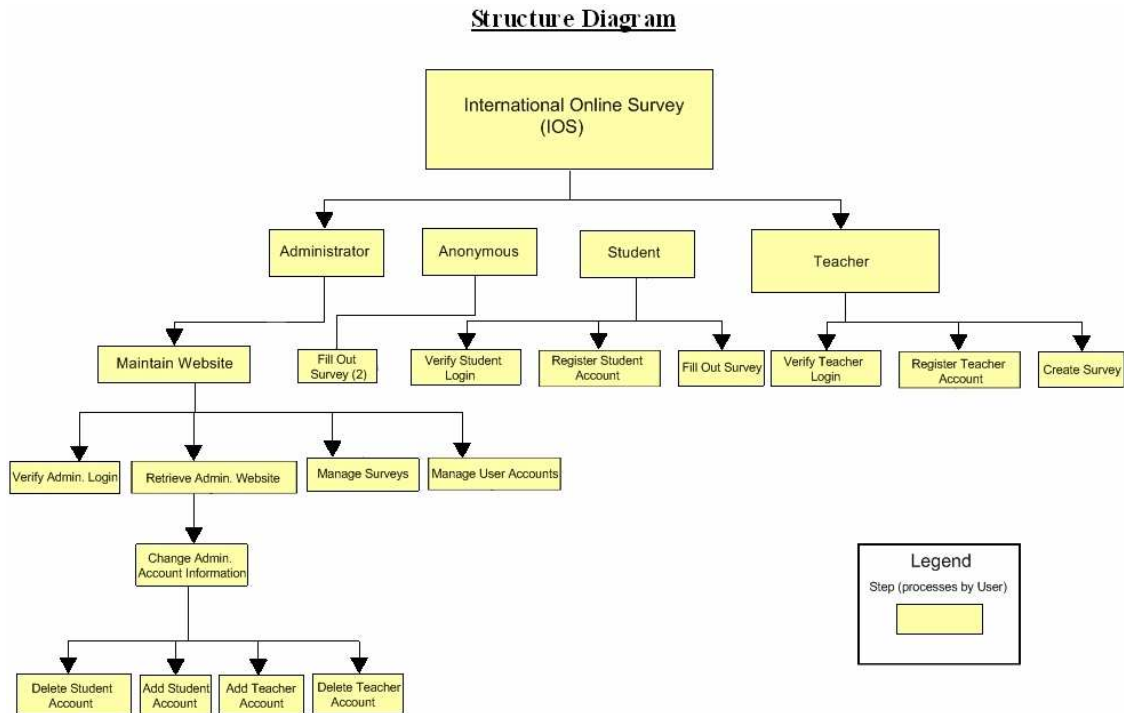 Structure Diagram
International Online Survey
(IOS)
Administrator
Anonymous
Student
Teacher
Maintain Website
Fill Out
Survey (2)
Verify Student
Login
Register Student
Account
Fill Out Survey
Verify Teacher
Login
Register Teacher
Account
Create Survey
Verify Admin. Login
Retrieve Admin. Website
Manage Surveys
Manage User Accounts
Change Admin.
Account Information
Legend
Step (processes by User)
Delete Student
Account
Add Student
Account
Add Teacher
Account
Delete Teacher
Account